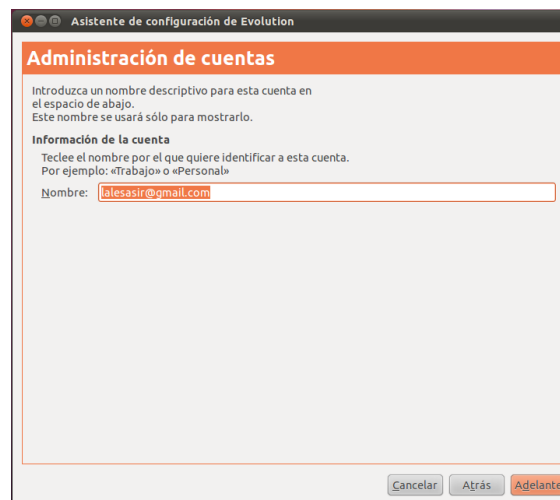 Asistente de configuración de Evolution
Administración de cuentas
Introduzca un nombre descriptivo para esta cuenta en
el espacio de abajo.
Este nombre se usará sólo para mostrarlo.
Información de la cuenta
Teclee el nombre por el que quiere identificar a esta cuenta.
Por ejemplo: «Trabajo» o «Personal»
Nombre: lalesasir@gmail.com
Cancelar Atrás Adelante